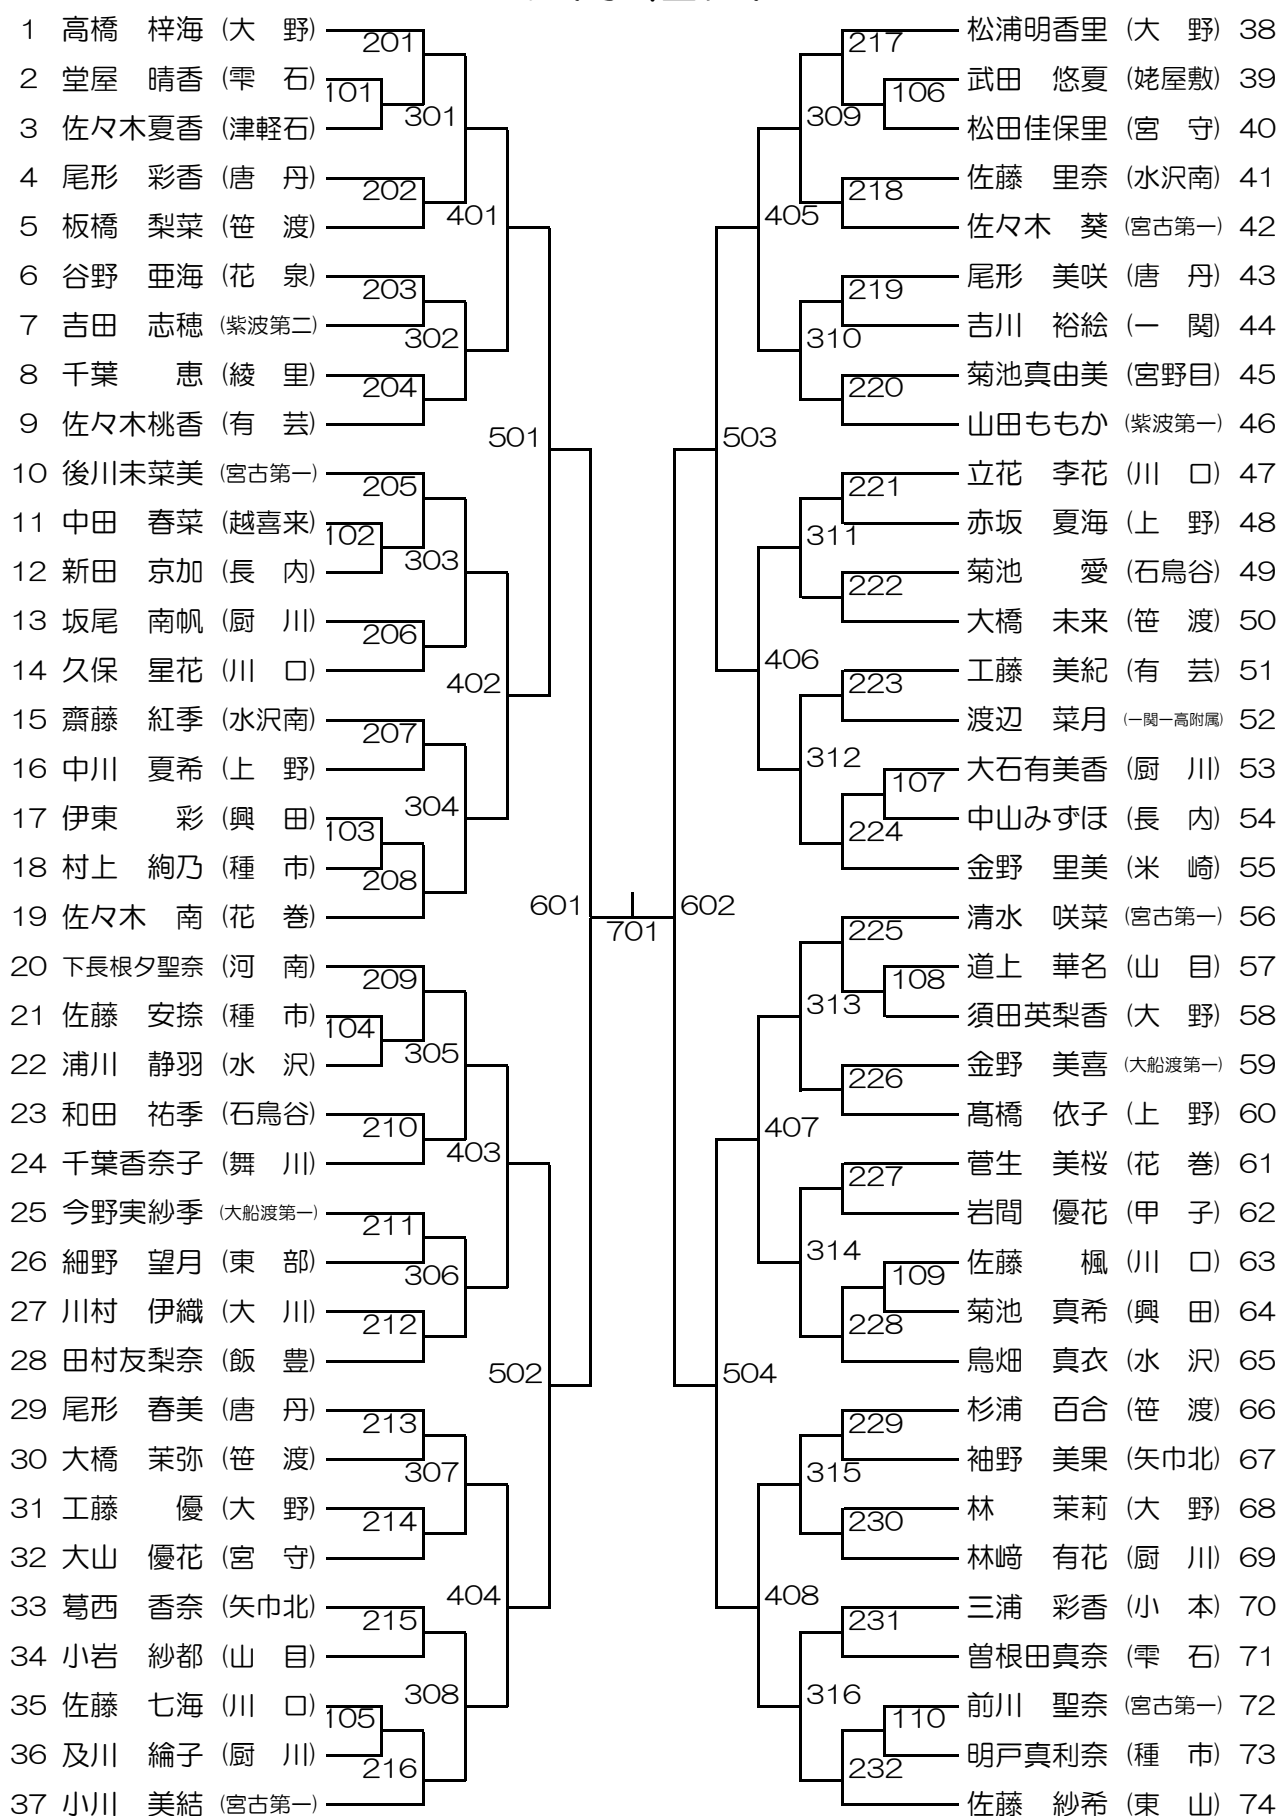 1 高橋 梓海 (大 野)
2 堂屋 晴香 (雫 石)
3 佐々木夏香 (津軽石)
4 尾形 彩香 (唐 丹)
5 板橋 梨菜 (笹 渡)
6 谷野 亜海 (花 泉)
7 吉田 志穂 (紫波第二)
8 千葉 恵 (綾 里)
9 佐々木桃香 (有 芸)
10 後川未菜美 (宮古第一)
11 中田 春菜 (越喜来)
12 新田 京加 (長 内)
13 坂尾 南帆 (厨 川)
14 久保 星花 (川 口)
15 齋藤 紅季 (水沢南)
16 中川 夏希 (上 野)
17 伊東 彩 (興 田)
18 村上 絢乃 (種 市)
19 佐々木 南 (花 巻)
20 下長根夕聖奈 (河 南)
21 佐藤 安捺 (種 市)
22 浦川 静羽 (水 沢)
23 和田 祐季 (石鳥谷)
24 千葉香奈子 (舞 川)
25 今野実紗季 (大船渡第一)
26 細野 望月 (東 部)
27 川村 伊織 (大 川)
28 田村友梨奈 (飯 豊)
29 尾形 春美 (唐 丹)
30 大橋 茉弥 (笹 渡)
31 工藤 優 (大 野)
32 大山 優花 (宮 守)
33 葛西 香奈 (矢巾北)
34 小岩 紗都 (山 目)
35 佐藤 七海 (川 口)
36 及川 綸子 (厨 川)
37 小川 美結 (宮古第一)
101
102
103
104
105
201
202
203
204
205
206
207
208
209
210
211
212
213
214
215
216
301
302
303
304
305
306
307
308
401
402
403
404
501
502
601
701
602
503
504
405
406
407
408
309
310
311
312
313
314
315
316
217
218
219
220
221
222
223
224
225
226
227
228
229
230
231
232
106
107
108
109
110
松浦明香里 (大 野) 38
武田 悠夏 (姥屋敷) 39
松田佳保里 (宮 守) 40
佐藤 里奈 (水沢南) 41
佐々木 葵 (宮古第一) 42
尾形 美咲 (唐 丹) 43
吉川 裕絵 (一 関) 44
菊池真由美 (宮野目) 45
山田ももか (紫波第一) 46
立花 李花 (川 口) 47
赤坂 夏海 (上 野) 48
菊池 愛 (石鳥谷) 49
大橋 未来 (笹 渡) 50
工藤 美紀 (有 芸) 51
渡辺 菜月 (一関一高附属) 52
大石有美香 (厨 川) 53
中山みずほ (長 内) 54
金野 里美 (米 崎) 55
清水 咲菜 (宮古第一) 56
道上 華名 (山 目) 57
須田英梨香 (大 野) 58
金野 美喜 (大船渡第一) 59
髙橋 依子 (上 野) 60
菅生 美桜 (花 巻) 61
岩間 優花 (甲 子) 62
佐藤 楓 (川 口) 63
菊池 真希 (興 田) 64
鳥畑 真衣 (水 沢) 65
杉浦 百合 (笹 渡) 66
袖野 美果 (矢巾北) 67
林 茉莉 (大 野) 68
林﨑 有花 (厨 川) 69
三浦 彩香 (小 本) 70
曽根田真奈 (雫 石) 71
前川 聖奈 (宮古第一) 72
明戸真利奈 (種 市) 73
佐藤 紗希 (東 山) 74